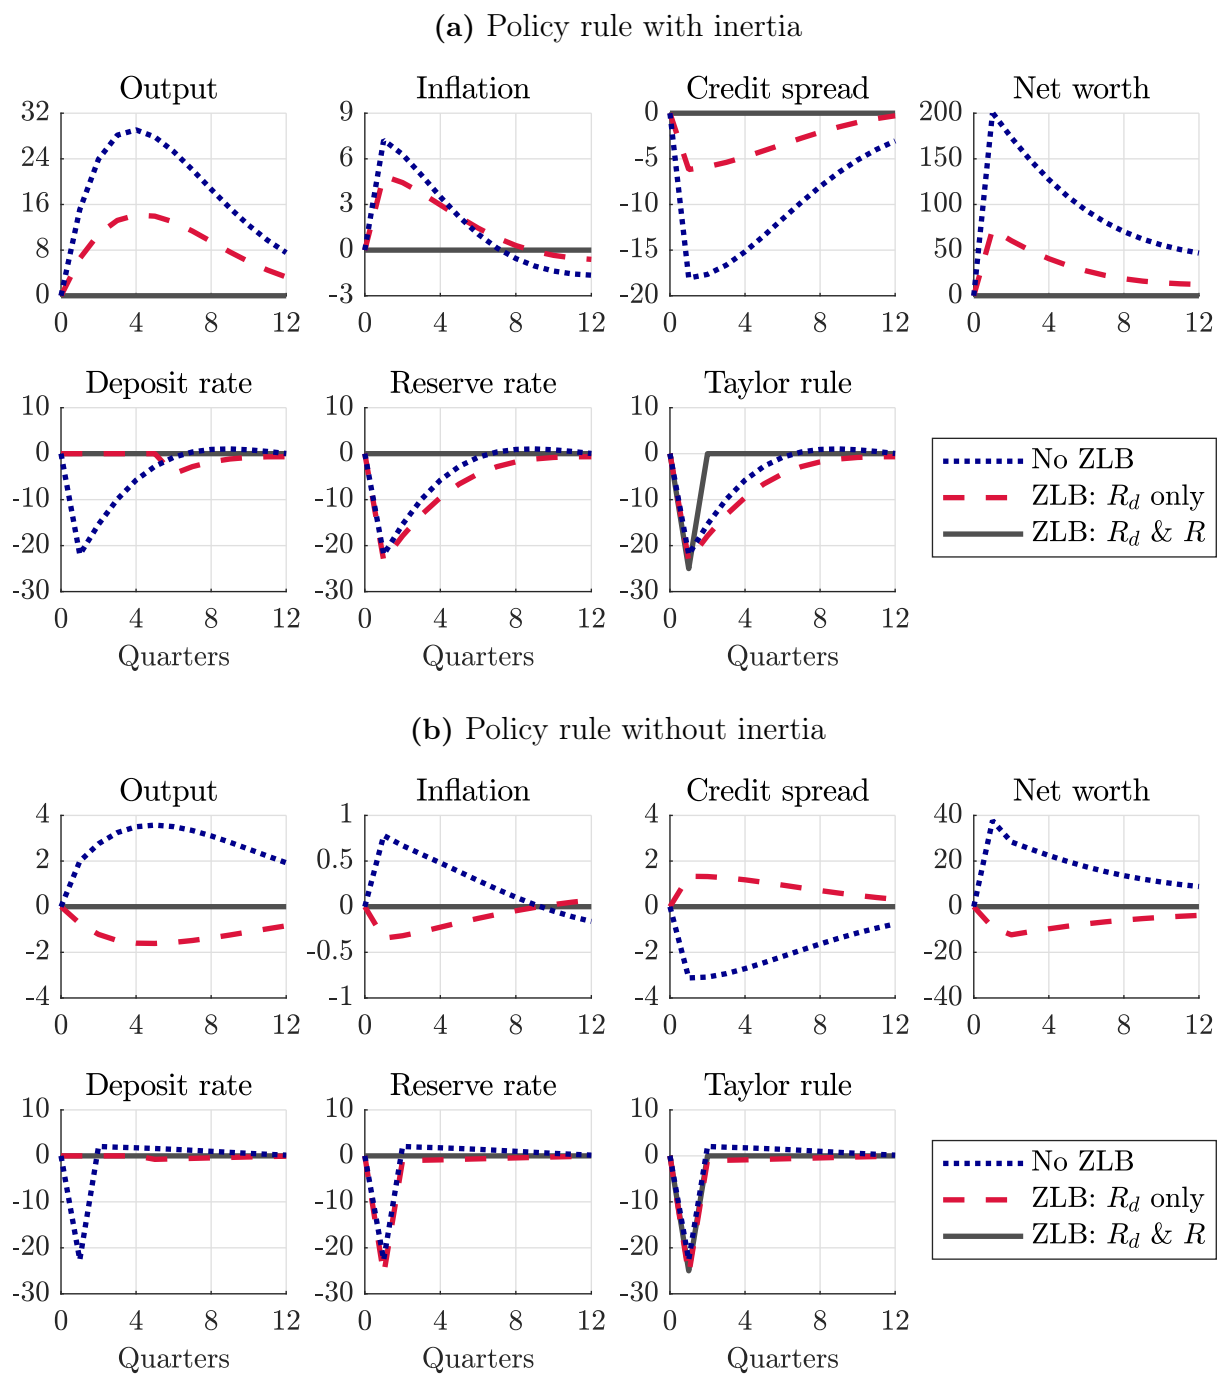 (a) Policy rule with inertia
Output Inflation Credit spread Net worth
32 9 0 200
24 6 -5 150
16 3 -10 100
8 0 -15 50
0 -3 -20 0
0 4 8 12 0 4 8 12 0 4 8 12 0 4 8 12
Deposit rate Reserve rate Taylor rule
10 10 10
0 0 0
-10 -10 -10
-20 -20 -20
-30 -30 -30
0 4 8 12 0 4 8 12 0 4 8 12
Quarters Quarters Quarters
No ZLB
ZLB: R_d only
ZLB: R_d & R
(b) Policy rule without inertia
Output Inflation Credit spread Net worth
4 1 4 40
2 0.5 2 20
0 0 0 0
-2 -0.5 -2 -20
-4 -1 -4 -40
0 4 8 12 0 4 8 12 0 4 8 12 0 4 8 12
Deposit rate Reserve rate Taylor rule
10 10 10
0 0 0
-10 -10 -10
-20 -20 -20
-30 -30 -30
0 4 8 12 0 4 8 12 0 4 8 12
Quarters Quarters Quarters
No ZLB
ZLB: R_d only
ZLB: R_d & R